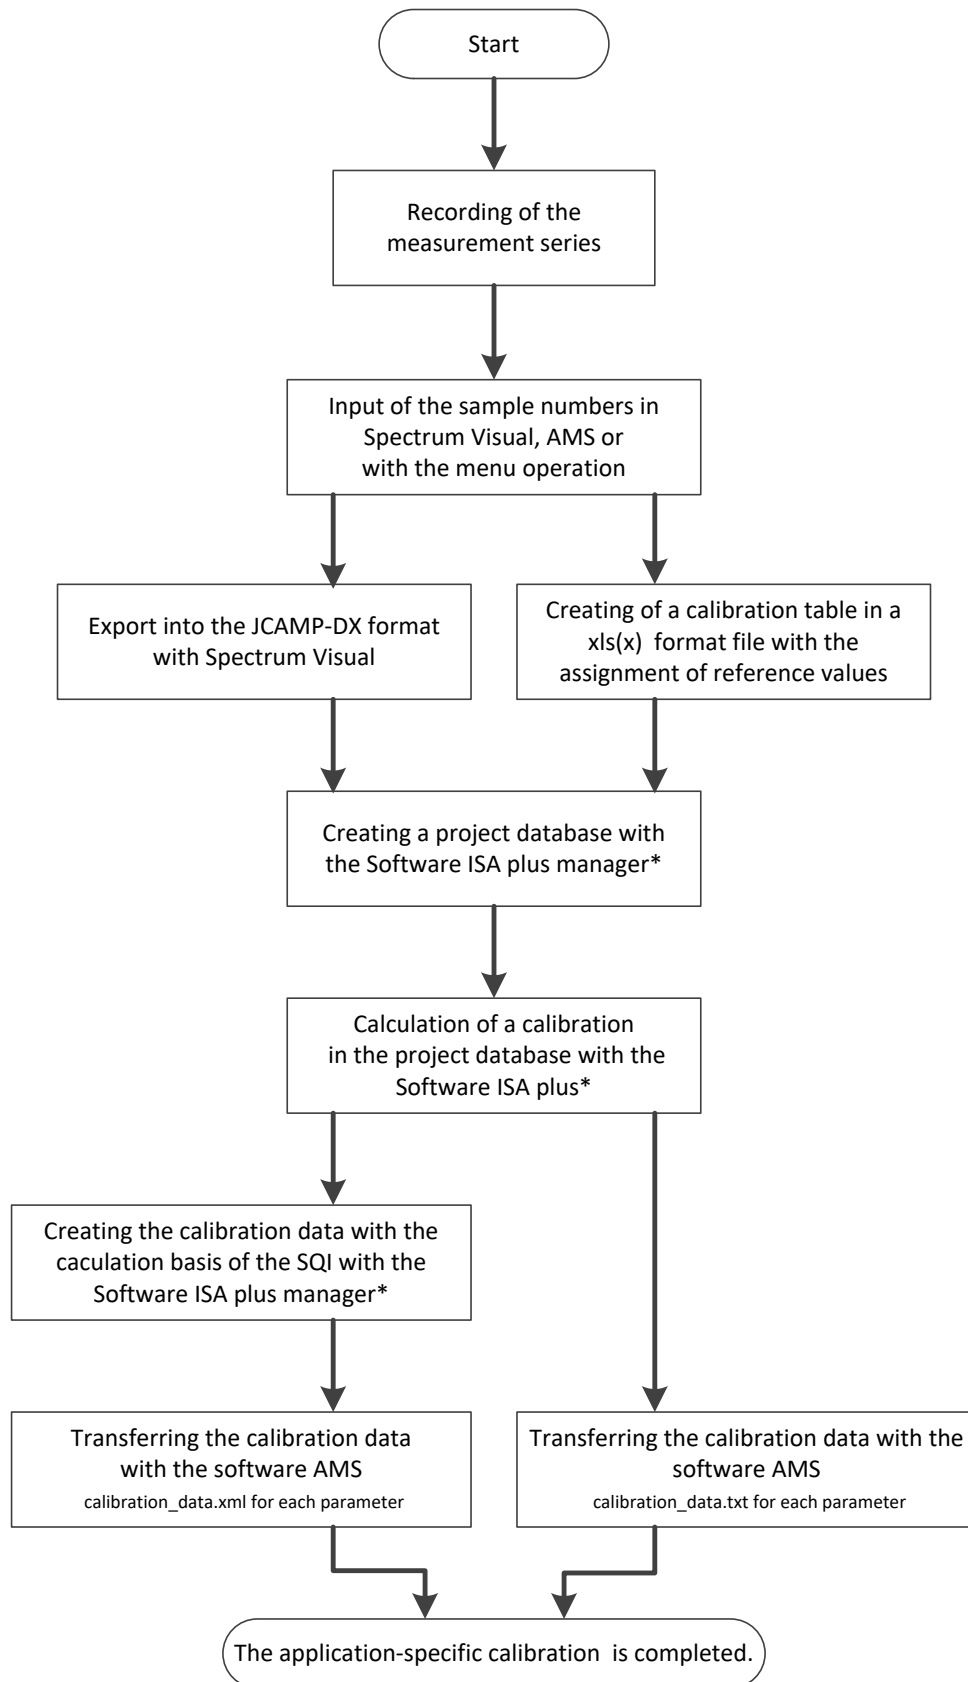 Start
Recording of the
measurement series
Input of the sample numbers in
Spectrum Visual, AMS or
with the menu operation
Export into the JCAMP-DX format
with Spectrum Visual
Creating of a calibration table in a
xls(x)  format file with the
assignment of reference values
Creating a project database with
the Software ISA plus manager*
Calculation of a calibration
in the project database with the
Software ISA plus*
Creating the calibration data with the
caculation basis of the SQI with the
Software ISA plus manager*
Transferring the calibration data
with the software AMS
calibration_data.xml for each parameter
Transferring the calibration data with the
software AMS
calibration_data.txt for each parameter
The application-specific calibration  is completed.